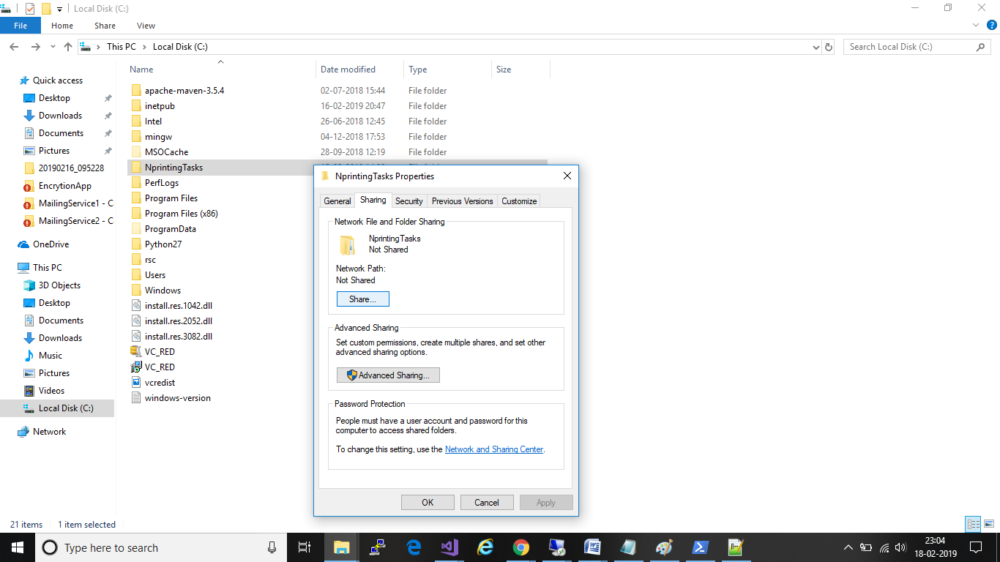 Local Disk (C:)
File Home Share View
This PC Local Disk (C:)
Search Local Disk (C:)
Quick access
Desktop
Downloads
Documents
Pictures
20190216_095228
EncrytionApp
MailingService1 - C
MailingService2 - C
OneDrive
This PC
3D Objects
Desktop
Documents
Downloads
Music
Pictures
Videos
Local Disk (C:)
Network
Name Date modified Type Size
apache-maven-3.5.4 02-07-2018 15:44 File folder
inetpub 16-02-2019 20:47 File folder
Intel 26-06-2018 12:45 File folder
mingw 04-12-2018 17:53 File folder
MSOCache 28-09-2018 12:19 File folder
NprintingTasks
PerfLogs
Program Files
Program Files (x86)
ProgramData
Python27
rsc
Users
Windows
install.res.1042.dll
install.res.2052.dll
install.res.3082.dll
VC_RED
VC_RED
vcredist
windows-version
NprintingTasks Properties
General Sharing Security Previous Versions Customize
Network File and Folder Sharing
NprintingTasks
Not Shared
Network Path:
Not Shared
Share...
Advanced Sharing
Set custom permissions, create multiple shares, and set other
advanced sharing options.
Advanced Sharing...
Password Protection
People must have a user account and password for this
computer to access shared folders.
To change this setting, use the Network and Sharing Center.
OK Cancel Apply
21 items 1 item selected
Type here to search
23:04
18-02-2019